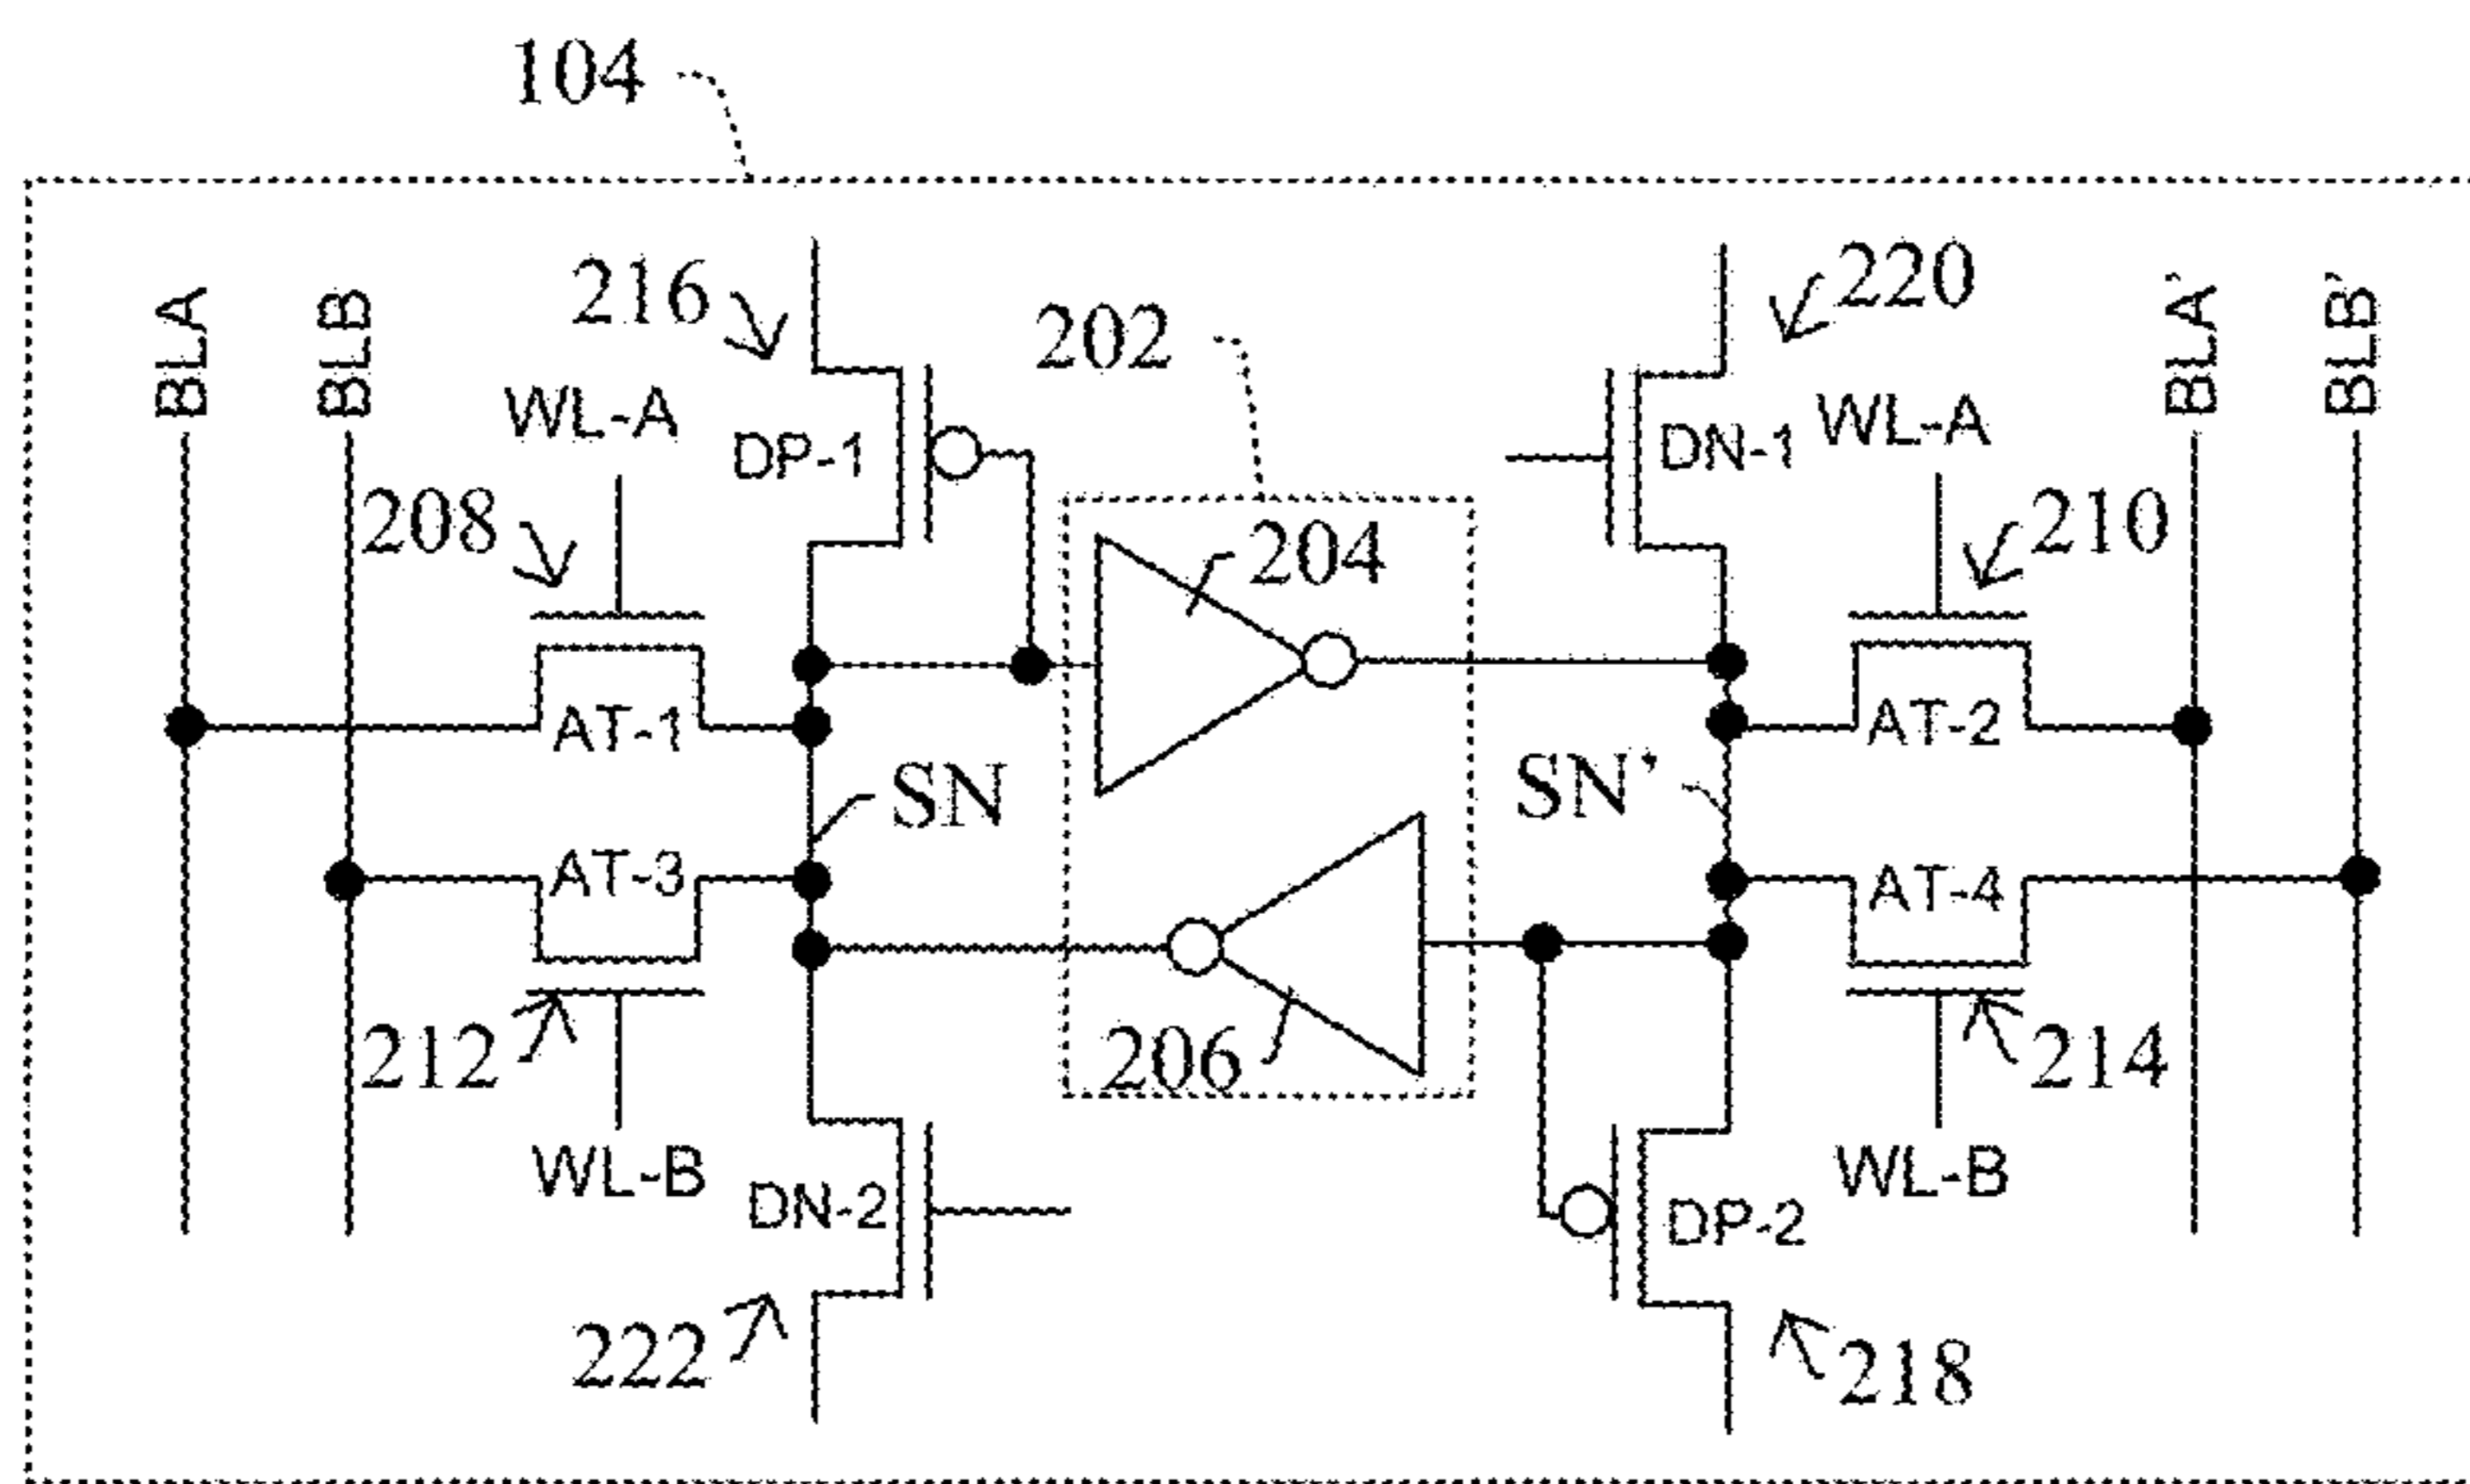 104
216
220
202
BLA
BLB
BLA'
BLB'
WL-A
WL-A
DP-1
DN-1
208
204
210
AT-1
AT-2
SN
SN'
AT-3
AT-4
212
206
214
WL-B
WL-B
DN-2
DP-2
222
218